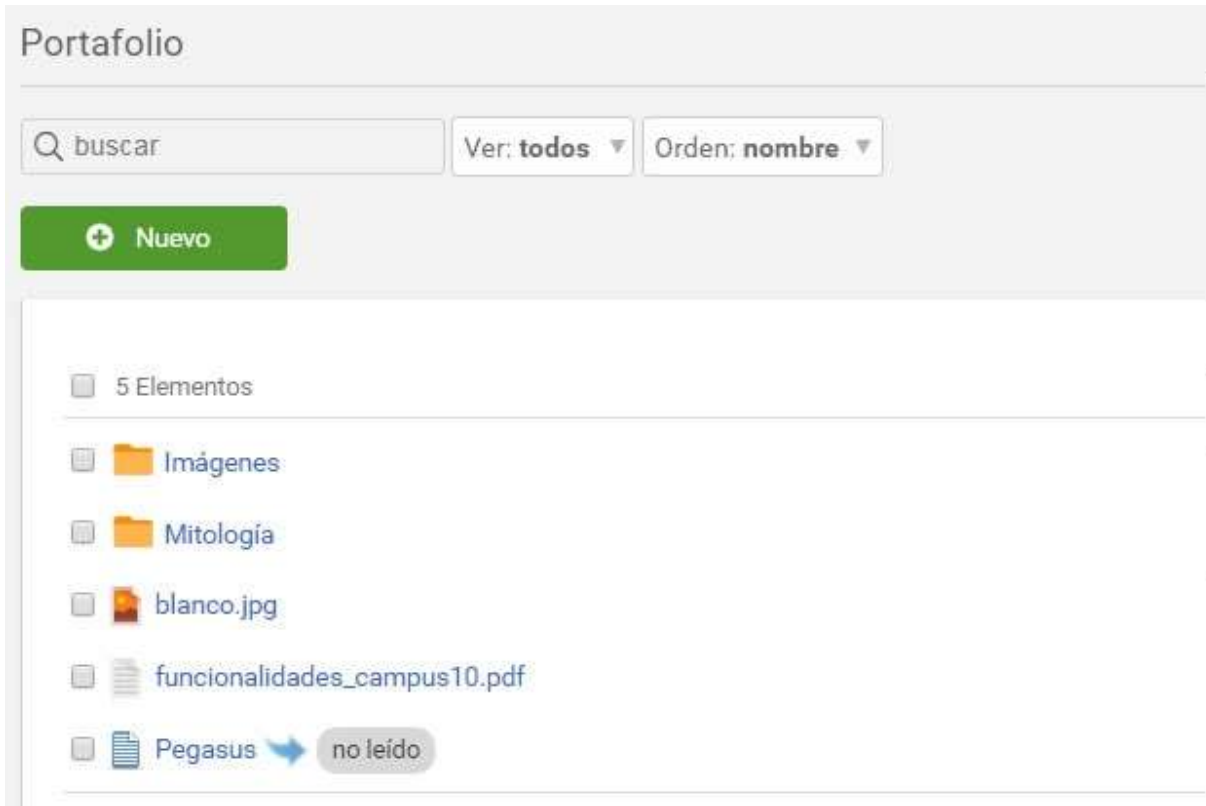 Portafolio
buscar Ver: todos Orden: nombre
Nuevo
5 Elementos
Imágenes
Mitología
blanco.jpg
funcionalidades_campus10.pdf
Pegasus no leído